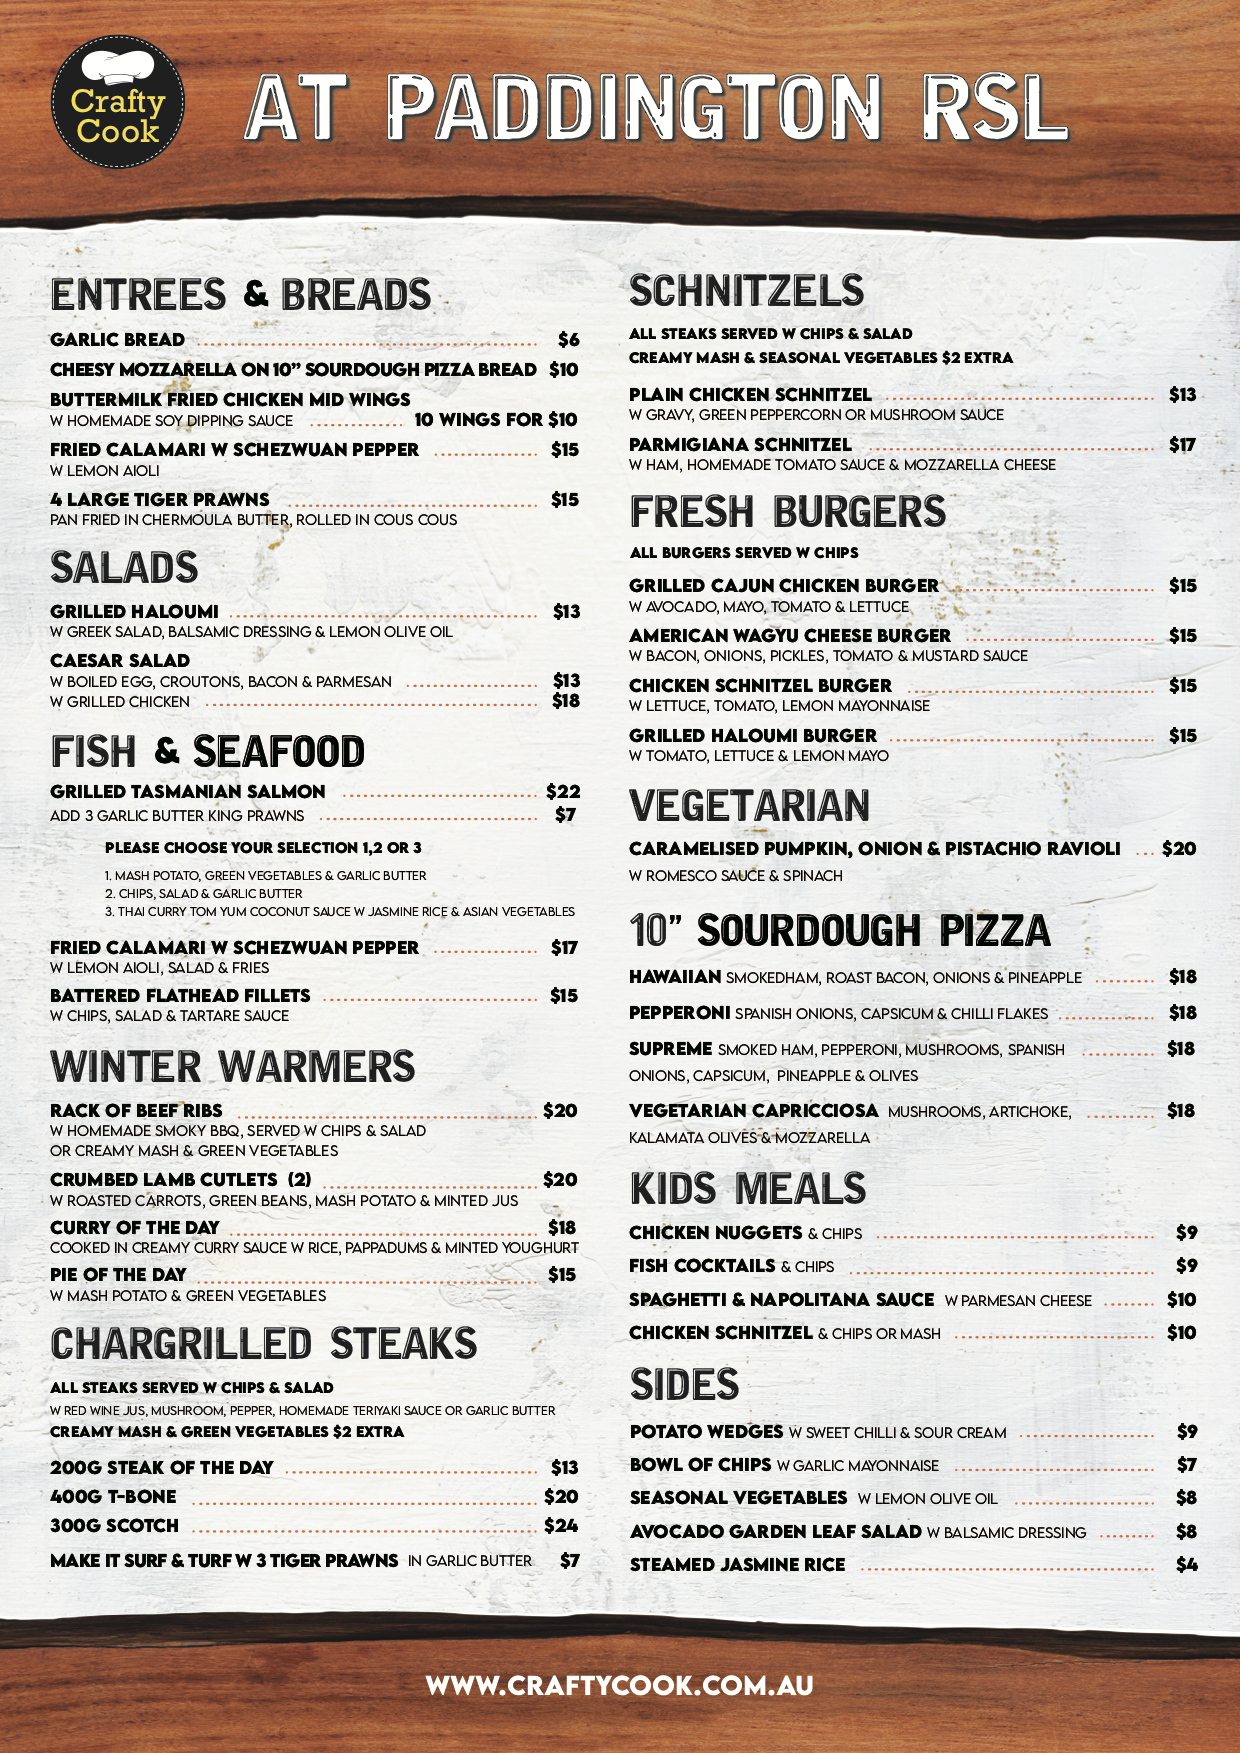 Crafty
Cook
AT PADDINGTON RSL
ENTREES & BREADS
GARLIC BREAD $6
CHEESY MOZZARELLA ON 10” SOURDOUGH PIZZA BREAD $10
BUTTERMILK FRIED CHICKEN MID WINGS
W HOMEMADE SOY DIPPING SAUCE 10 WINGS FOR $10
FRIED CALAMARI W SCHEZWUAN PEPPER $15
W LEMON AIOLI
4 LARGE TIGER PRAWNS $15
PAN FRIED IN CHERMOULA BUTTER, ROLLED IN COUS COUS
SALADS
GRILLED HALOUMI $13
W GREEK SALAD, BALSAMIC DRESSING & LEMON OLIVE OIL
CAESAR SALAD
W BOILED EGG, CROUTONS, BACON & PARMESAN $13
W GRILLED CHICKEN $18
FISH & SEAFOOD
GRILLED TASMANIAN SALMON $22
ADD 3 GARLIC BUTTER KING PRAWNS $7
PLEASE CHOOSE YOUR SELECTION 1,2 OR 3
1. MASH POTATO, GREEN VEGETABLES & GARLIC BUTTER
2. CHIPS, SALAD & GARLIC BUTTER
3. THAI CURRY TOM YUM COCONUT SAUCE W JASMINE RICE & ASIAN VEGETABLES
FRIED CALAMARI W SCHEZWUAN PEPPER $17
W LEMON AIOLI, SALAD & FRIES
BATTERED FLATHEAD FILLETS $15
W CHIPS, SALAD & TARTARE SAUCE
WINTER WARMERS
RACK OF BEEF RIBS $20
W HOMEMADE SMOKY BBQ, SERVED W CHIPS & SALAD
OR CREAMY MASH & GREEN VEGETABLES
CRUMBED LAMB CUTLETS (2) $20
W ROASTED CARROTS, GREEN BEANS, MASH POTATO & MINTED JUS
CURRY OF THE DAY $18
COOKED IN CREAMY CURRY SAUCE W RICE, PAPPADUMS & MINTED YOUGHURT
PIE OF THE DAY $15
W MASH POTATO & GREEN VEGETABLES
CHARGRILLED STEAKS
ALL STEAKS SERVED W CHIPS & SALAD
W RED WINE JUS, MUSHROOM, PEPPER, HOMEMADE TERIYAKI SAUCE OR GARLIC BUTTER
CREAMY MASH & GREEN VEGETABLES $2 EXTRA
200G STEAK OF THE DAY $13
400G T-BONE $20
300G SCOTCH $24
MAKE IT SURF & TURF W 3 TIGER PRAWNS IN GARLIC BUTTER $7
SCHNITZELS
ALL STEAKS SERVED W CHIPS & SALAD
CREAMY MASH & SEASONAL VEGETABLES $2 EXTRA
PLAIN CHICKEN SCHNITZEL $13
W GRAVY, GREEN PEPPERCORN OR MUSHROOM SAUCE
PARMIGIANA SCHNITZEL $17
W HAM, HOMEMADE TOMATO SAUCE & MOZZARELLA CHEESE
FRESH BURGERS
ALL BURGERS SERVED W CHIPS
GRILLED CAJUN CHICKEN BURGER $15
W AVOCADO, MAYO, TOMATO & LETTUCE
AMERICAN WAGYU CHEESE BURGER $15
W BACON, ONIONS, PICKLES, TOMATO & MUSTARD SAUCE
CHICKEN SCHNITZEL BURGER $15
W LETTUCE, TOMATO, LEMON MAYONNAISE
GRILLED HALOUMI BURGER $15
W TOMATO, LETTUCE & LEMON MAYO
VEGETARIAN
CARAMELISED PUMPKIN, ONION & PISTACHIO RAVIOLI $20
W ROMESCO SAUCE & SPINACH
10” SOURDOUGH PIZZA
HAWAIIAN SMOKEDHAM, ROAST BACON, ONIONS & PINEAPPLE $18
PEPPERONI SPANISH ONIONS, CAPSICUM & CHILLI FLAKES $18
SUPREME SMOKED HAM, PEPPERONI, MUSHROOMS, SPANISH $18
ONIONS, CAPSICUM, PINEAPPLE & OLIVES
VEGETARIAN CAPRICCIOSA MUSHROOMS, ARTICHOKE, $18
KALAMATA OLIVES & MOZZARELLA
KIDS MEALS
CHICKEN NUGGETS & CHIPS $9
FISH COCKTAILS & CHIPS $9
SPAGHETTI & NAPOLITANA SAUCE W PARMESAN CHEESE $10
CHICKEN SCHNITZEL & CHIPS OR MASH $10
SIDES
POTATO WEDGES W SWEET CHILLI & SOUR CREAM $9
BOWL OF CHIPS W GARLIC MAYONNAISE $7
SEASONAL VEGETABLES W LEMON OLIVE OIL $8
AVOCADO GARDEN LEAF SALAD W BALSAMIC DRESSING $8
STEAMED JASMINE RICE $4
WWW.CRAFTYCOOK.COM.AU